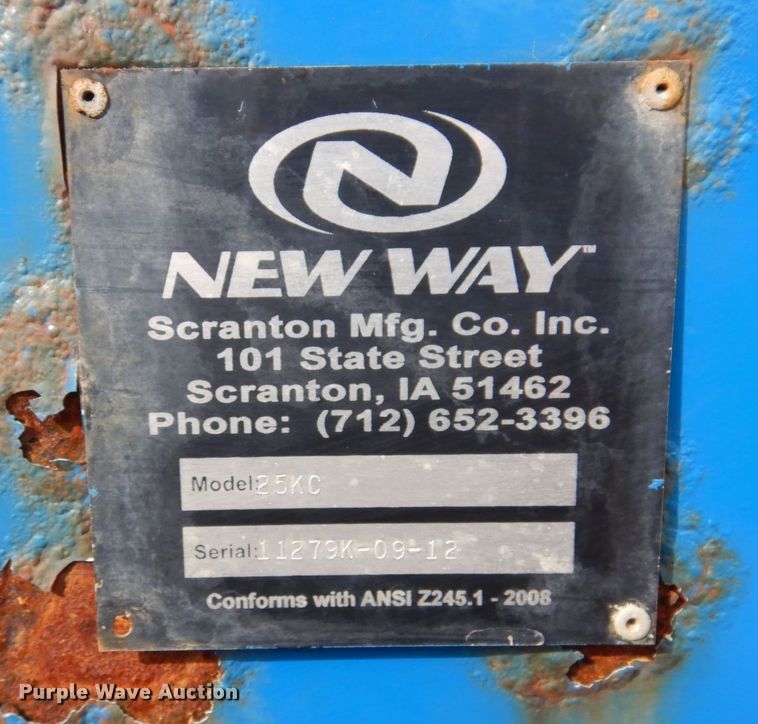 N
NEW WAY™
Scranton Mfg. Co. Inc.
101 State Street
Scranton, IA 51462
Phone: (712) 652-3396
Model: 25KC
Serial: 11279K-09-12
Conforms with ANSI Z245.1 - 2008
Purple Wave Auction